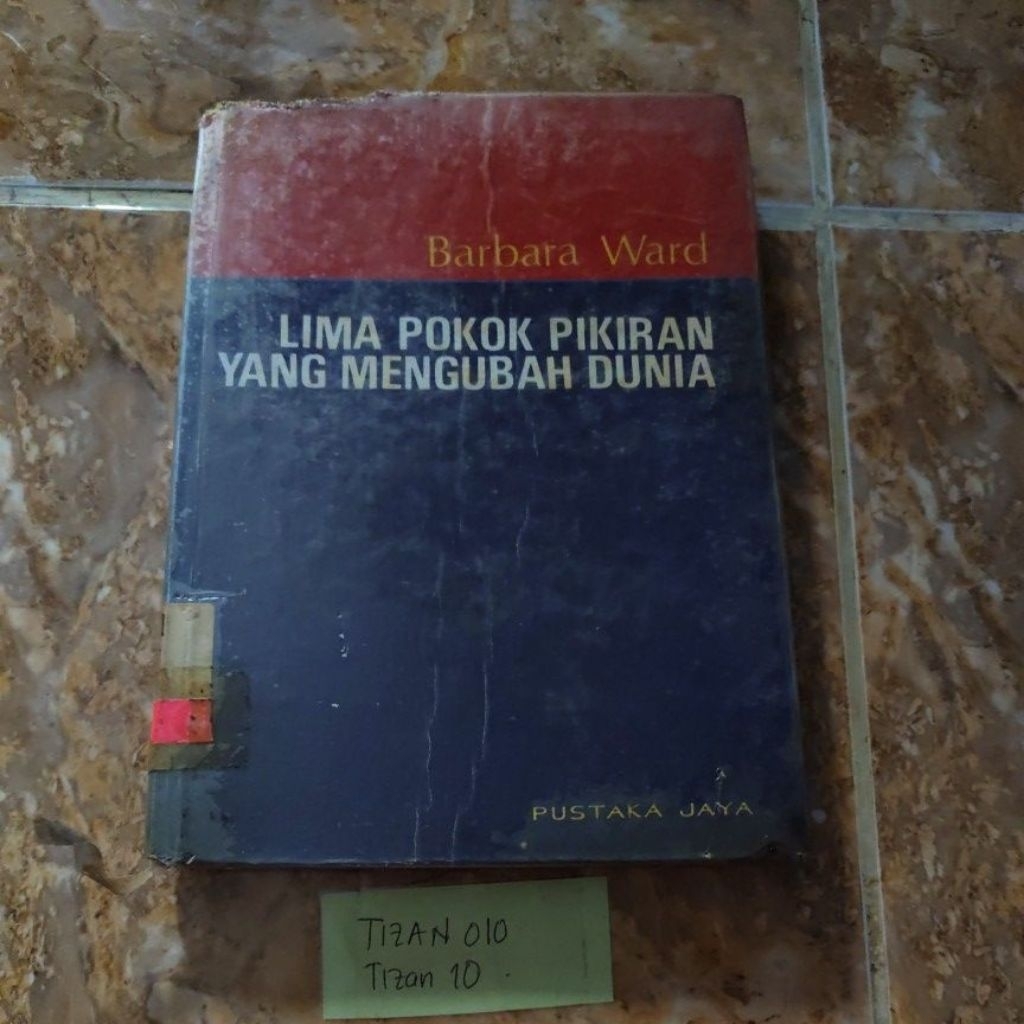 Barbara Ward
LIMA POKOK PIKIRAN
YANG MENGUBAH DUNIA
PUSTAKA JAYA
TIZAN 010
Tizan 10